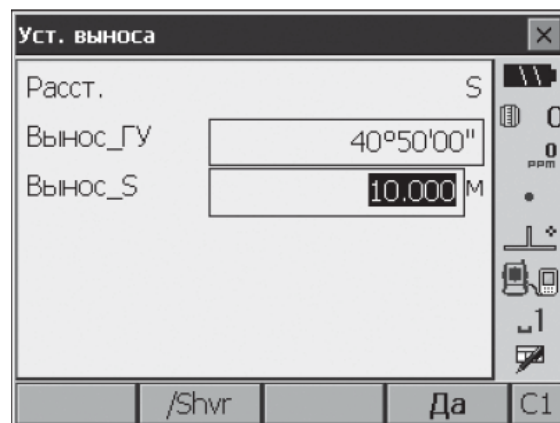 Уст. выноса
Расст. S
Вынос_ГУ 40°50'00"
Вынос_S 10.000 м
0
0
ppm
1
/Shvr Да C1